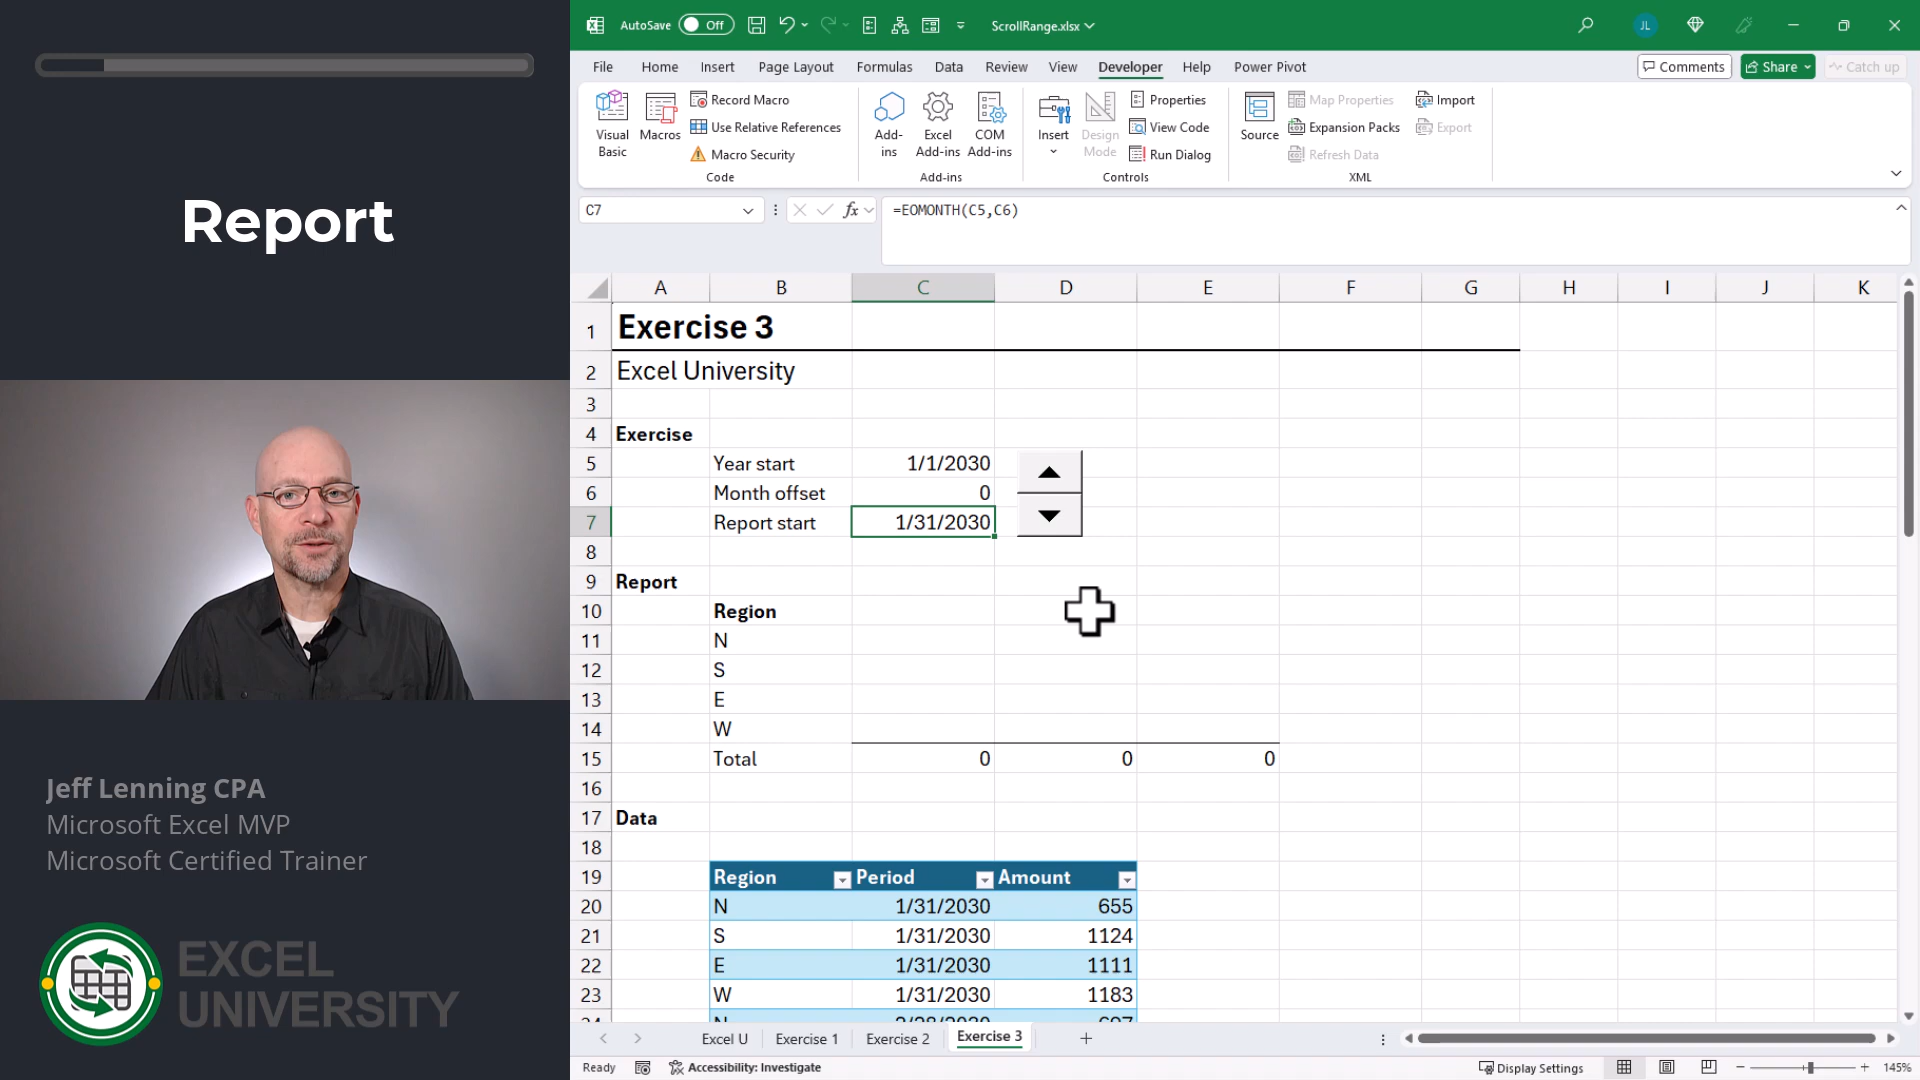 Report
Jeff Lenning CPA
Microsoft Excel MVP
Microsoft Certified Trainer
EXCEL
UNIVERSITY
AutoSave Off ScrollRange.xlsx JL
File Home Insert Page Layout Formulas Data Review View Developer Help Power Pivot Comments Share Catch up
Visual Basic
Macros
Record Macro
Use Relative References
Macro Security
Code
Add-ins
Excel Add-ins
COM Add-ins
Add-ins
Insert
Design Mode
Properties
View Code
Run Dialog
Controls
Source
Map Properties
Expansion Packs
Refresh Data
Import
Export
XML
C7 fx =EOMONTH(C5,C6)
A B C D E F G H I J K
1 Exercise 3
2 Excel University
3
4 Exercise
5 Year start 1/1/2030
6 Month offset 0
7 Report start 1/31/2030
8
9 Report
10 Region
11 N
12 S
13 E
14 W
15 Total 0 0 0
16
17 Data
18
19 Region Period Amount
20 N 1/31/2030 655
21 S 1/31/2030 1124
22 E 1/31/2030 1111
23 W 1/31/2030 1183
Excel U Exercise 1 Exercise 2 Exercise 3
Ready Accessibility: Investigate Display Settings 145%